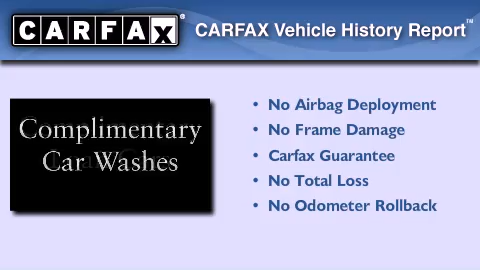 CARFAX®
CARFAX Vehicle History Report™
Complimentary
Car Washes
• No Airbag Deployment
• No Frame Damage
• Carfax Guarantee
• No Total Loss
• No Odometer Rollback